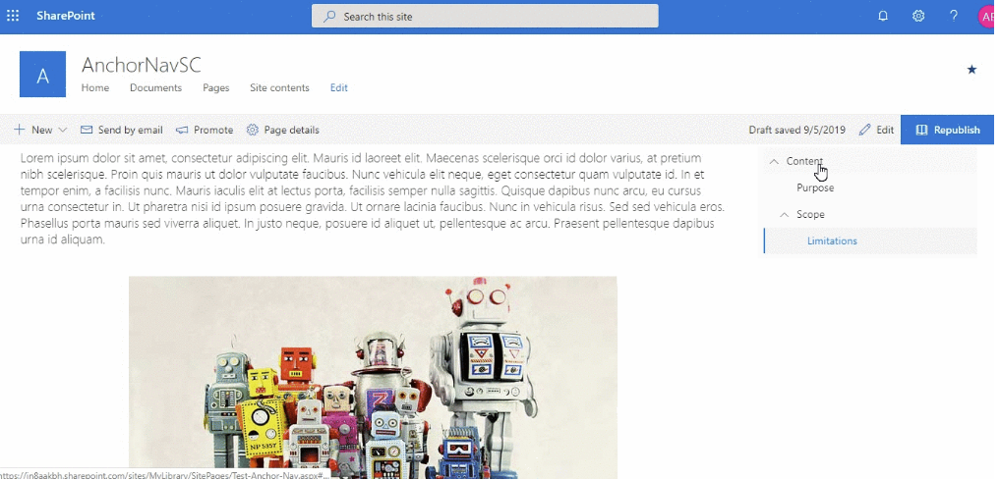 SharePoint
Search this site
?
AE
A
AnchorNavSC
Home Documents Pages Site contents Edit
New Send by email Promote Page details Draft saved 9/5/2019 Edit Republish
Lorem ipsum dolor sit amet, consectetur adipiscing elit. Mauris id laoreet elit. Maecenas scelerisque orci id dolor varius, at pretium
nibh scelerisque. Proin quis mauris ut dolor vulputate faucibus. Nunc vehicula elit neque, eget consectetur quam vulputate id. In et
tempor enim, a facilisis nunc. Mauris iaculis elit at lectus porta, facilisis semper nulla sagittis. Quisque dapibus nunc arcu, eu cursus
urna consectetur in. Ut pharetra nisi id ipsum posuere gravida. Ut ornare lacinia faucibus. Nunc in vehicula risus. Sed sed vehicula eros.
Phasellus porta mauris sed viverra aliquet. In justo neque, posuere id aliquet ut, pellentesque ac arcu. Praesent pellentesque dapibus
urna id aliquam.
Content
Purpose
Scope
Limitations
Z
NP 5357
https://in8aakbh.sharepoint.com/sites/MyLibrary/SitePages/Test-Anchor-Nav.aspx#...